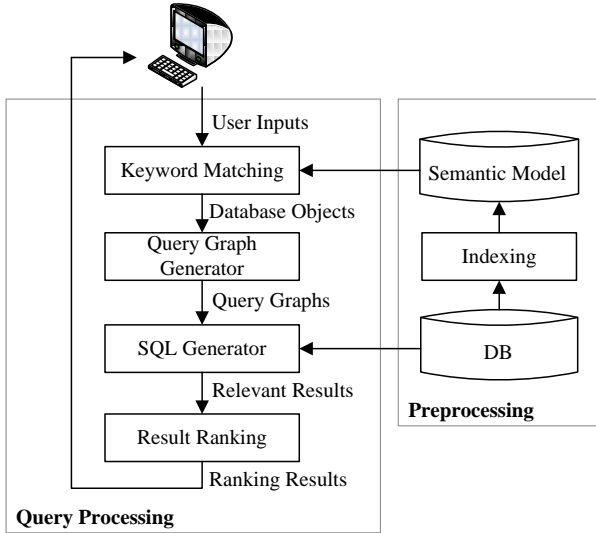 User Inputs
Keyword Matching
Semantic Model
Database Objects
Query Graph
Generator
Indexing
Query Graphs
SQL Generator
DB
Relevant Results
Preprocessing
Result Ranking
Ranking Results
Query Processing